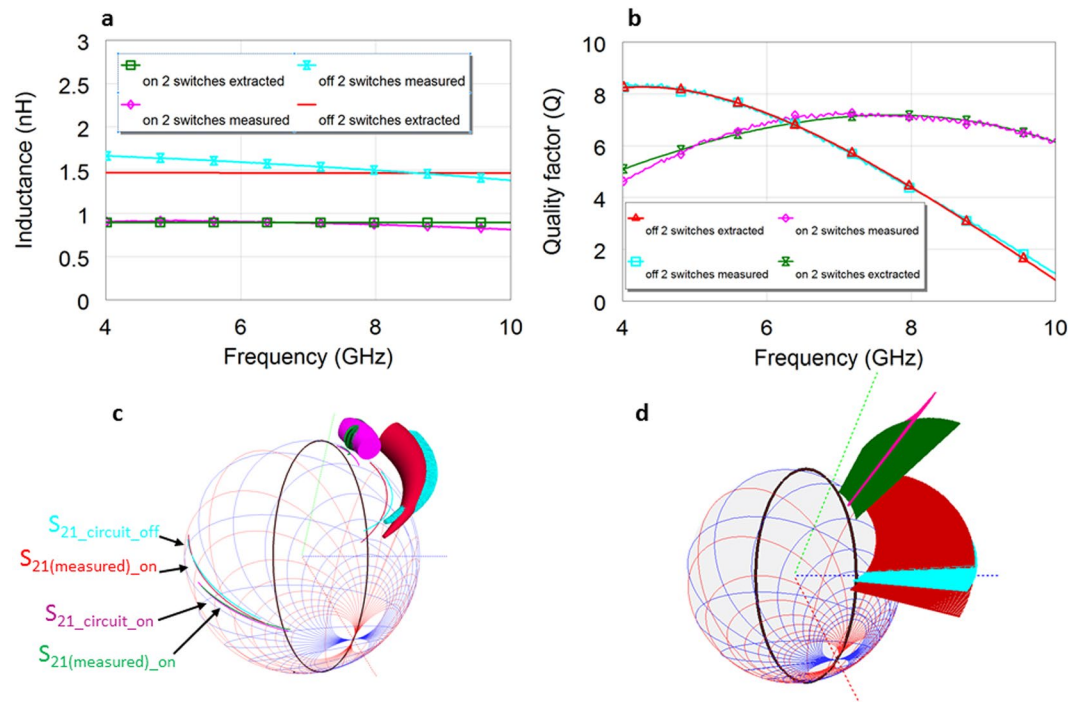 a
3
2.5
2
1.5
1
0.5
0
4
6
8
10
Inductance (nH)
Frequency (GHz)
on 2 switches extracted
off 2 switches measured
on 2 switches measured
off 2 switches extracted
b
10
8
6
4
2
0
4
6
8
10
Quality factor (Q)
Frequency (GHz)
off 2 switches extracted
on 2 switches measured
off 2 switches measured
on 2 switches exctracted
c
S21_circuit_off
S21(measured)_on
S21_circuit_on
S21(measured)_on
d